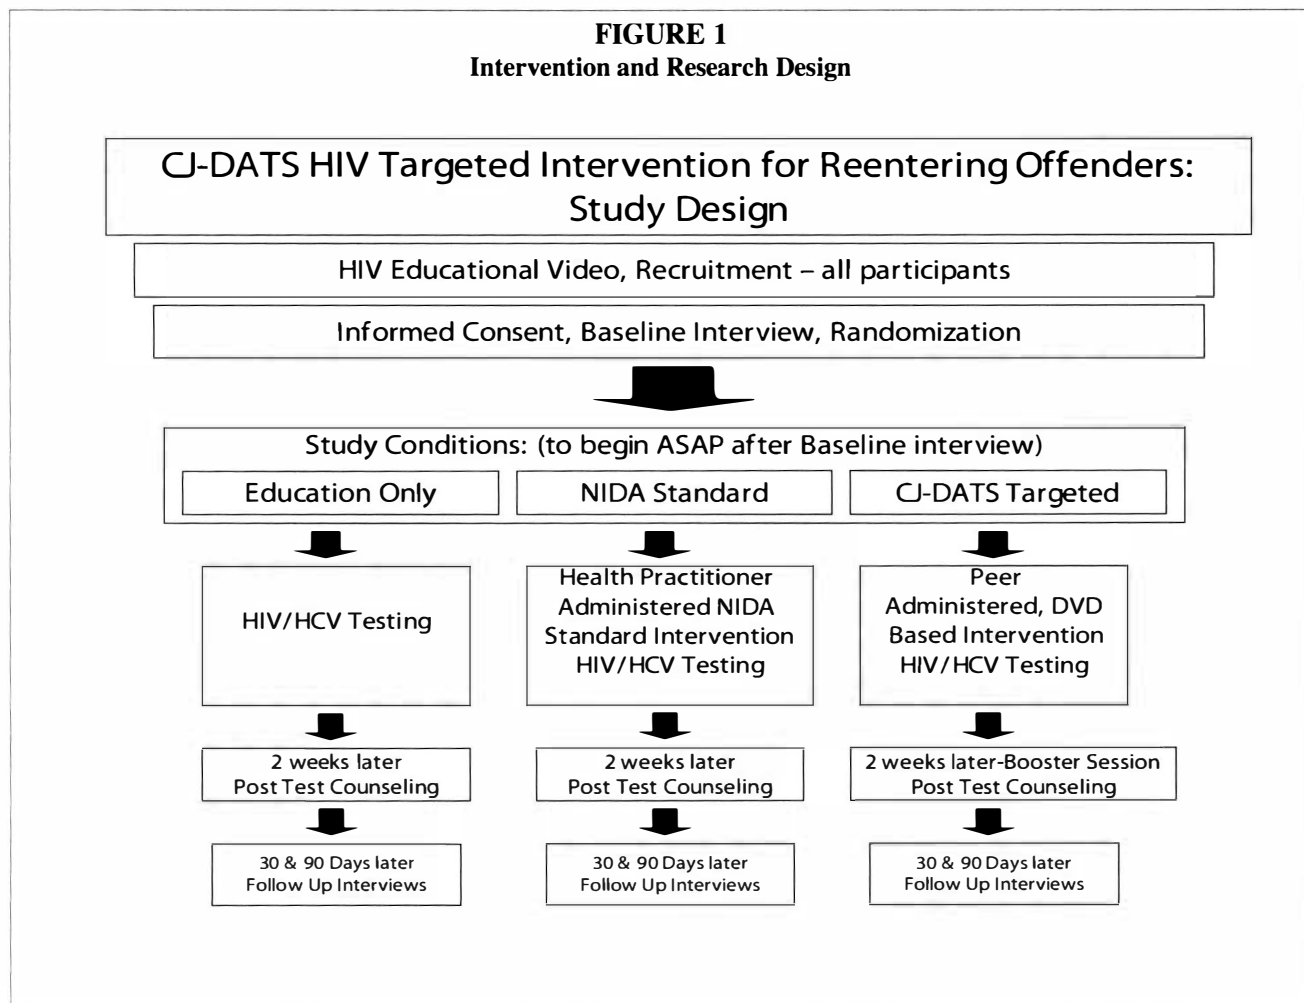 FIGURE 1
Intervention and Research Design
CJ-DATS HIV Targeted Intervention for Reentering Offenders:
Study Design
HIV Educational Video, Recruitment – all participants
Informed Consent, Baseline Interview, Randomization
Study Conditions: (to begin ASAP after Baseline interview)
Education Only
NIDA Standard
CJ-DATS Targeted
HIV/HCV Testing
Health Practitioner
Administered NIDA
Standard Intervention
HIV/HCV Testing
Peer
Administered, DVD
Based Intervention
HIV/HCV Testing
2 weeks later
Post Test Counseling
2 weeks later
Post Test Counseling
2 weeks later-Booster Session
Post Test Counseling
30 & 90 Days later
Follow Up Interviews
30 & 90 Days later
Follow Up Interviews
30 & 90 Days later
Follow Up Interviews